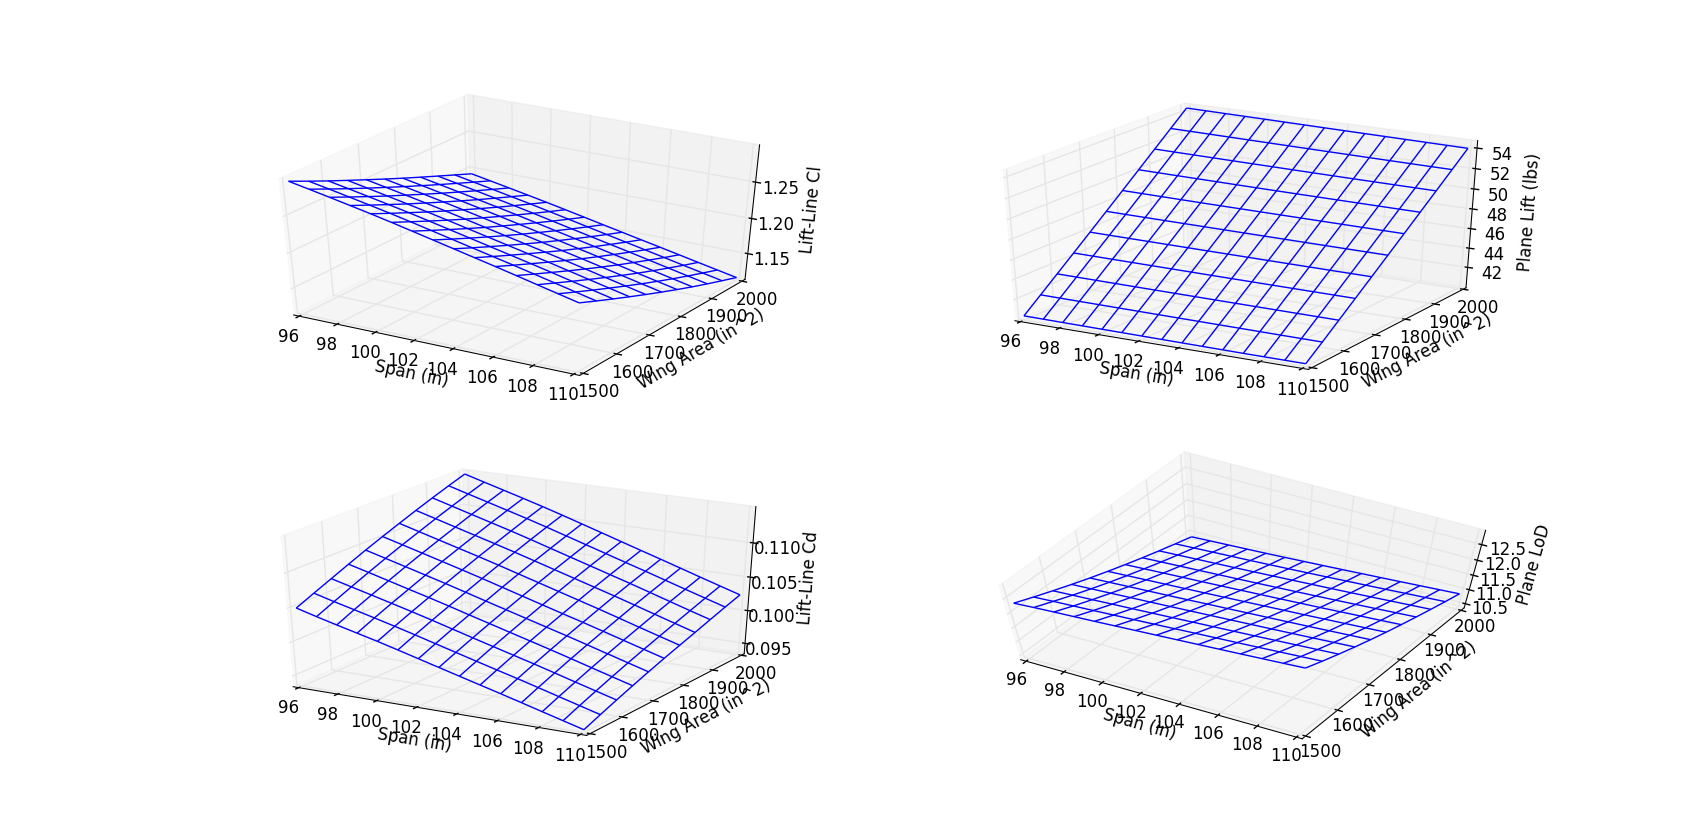 1.25
1.20
1.15
Lift-Line Cl
96 98 100 102 104 106 108 110
Span (in)
1500 1600 1700 1800 1900 2000
Wing Area (in^2)
54
52
50
48
46
44
42
Plane Lift (lbs)
96 98 100 102 104 106 108 110
Span (in)
1500 1600 1700 1800 1900 2000
Wing Area (in^2)
0.110
0.105
0.100
0.095
Lift-Line Cd
96 98 100 102 104 106 108 110
Span (in)
1500 1600 1700 1800 1900 2000
Wing Area (in^2)
12.5
12.0
11.5
11.0
10.5
Plane LoD
96 98 100 102 104 106 108 110
Span (in)
1500 1600 1700 1800 1900 2000
Wing Area (in^2)